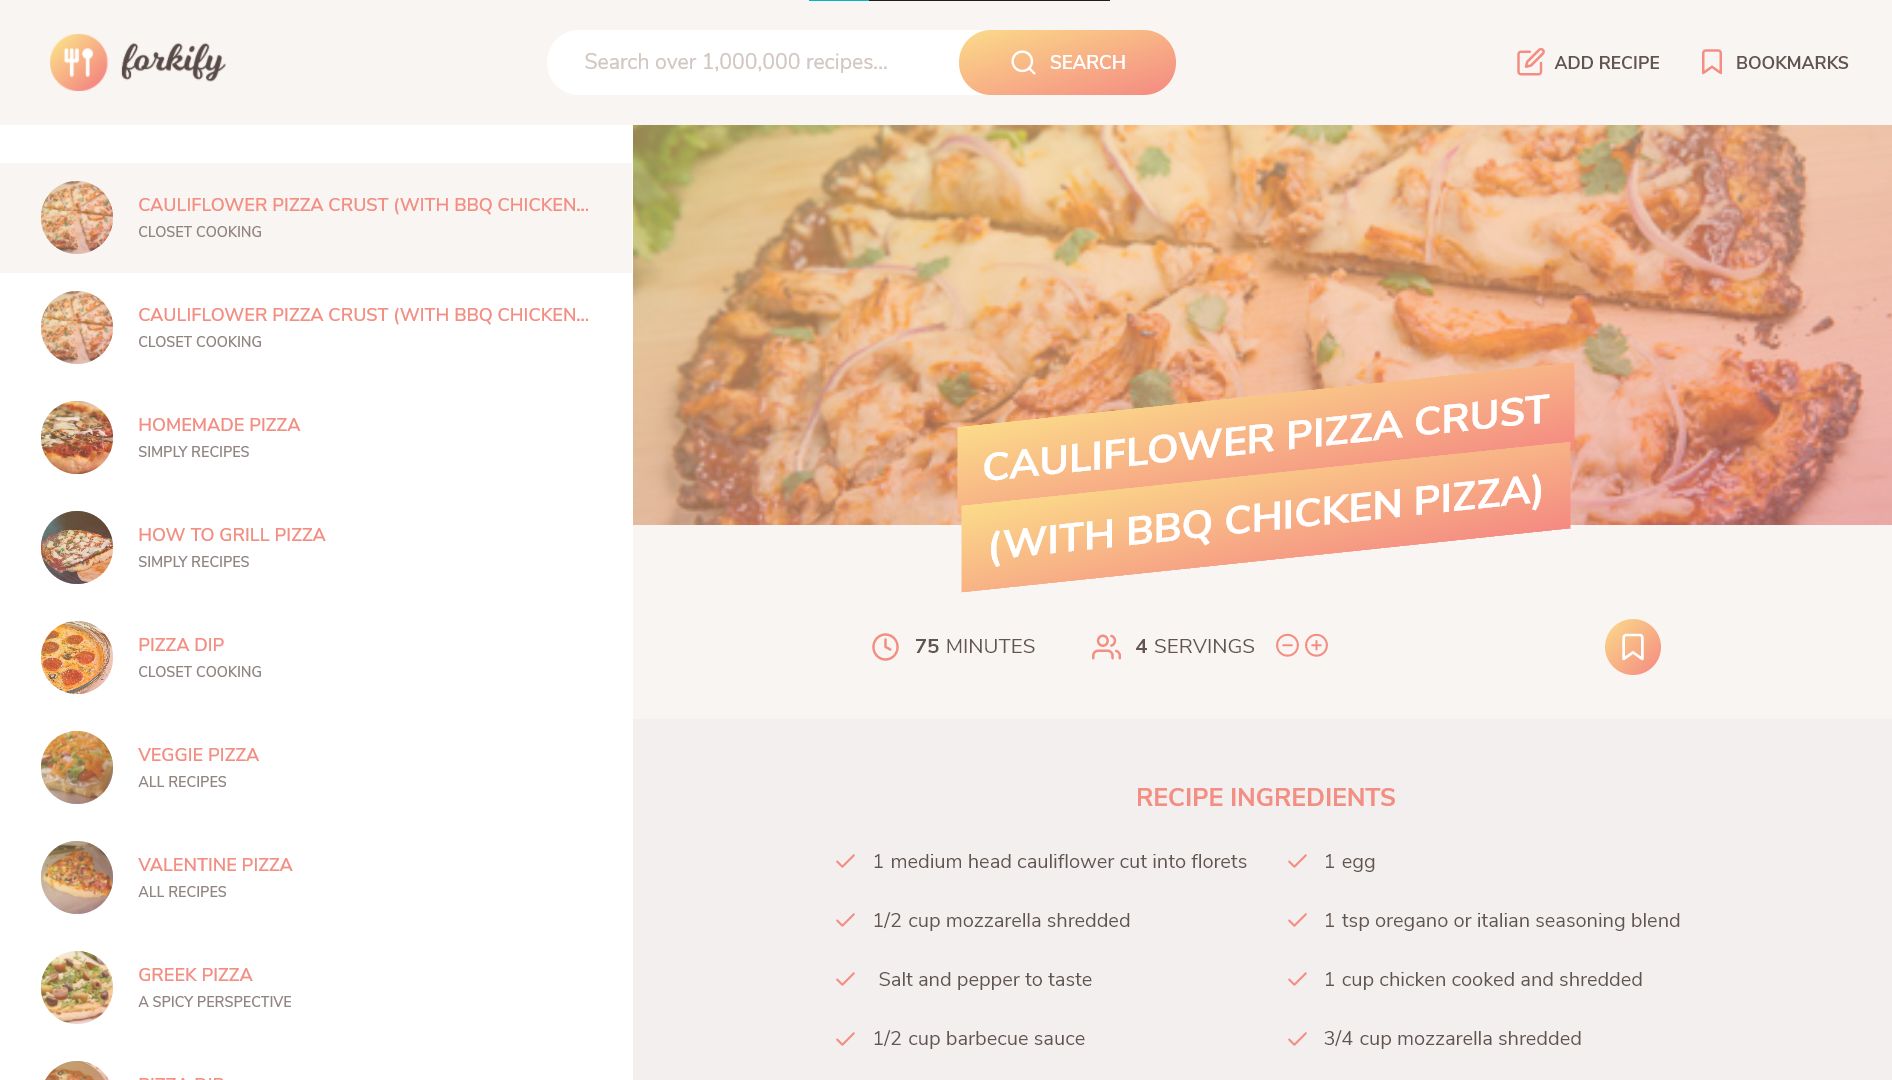 forkify
Search over 1,000,000 recipes...
SEARCH
ADD RECIPE
BOOKMARKS
CAULIFLOWER PIZZA CRUST (WITH BBQ CHICKEN...
CLOSET COOKING
CAULIFLOWER PIZZA CRUST (WITH BBQ CHICKEN...
CLOSET COOKING
HOMEMADE PIZZA
SIMPLY RECIPES
HOW TO GRILL PIZZA
SIMPLY RECIPES
PIZZA DIP
CLOSET COOKING
VEGGIE PIZZA
ALL RECIPES
VALENTINE PIZZA
ALL RECIPES
GREEK PIZZA
A SPICY PERSPECTIVE
CAULIFLOWER PIZZA CRUST
(WITH BBQ CHICKEN PIZZA)
75 MINUTES
4 SERVINGS
RECIPE INGREDIENTS
1 medium head cauliflower cut into florets
1 egg
1/2 cup mozzarella shredded
1 tsp oregano or italian seasoning blend
Salt and pepper to taste
1 cup chicken cooked and shredded
1/2 cup barbecue sauce
3/4 cup mozzarella shredded